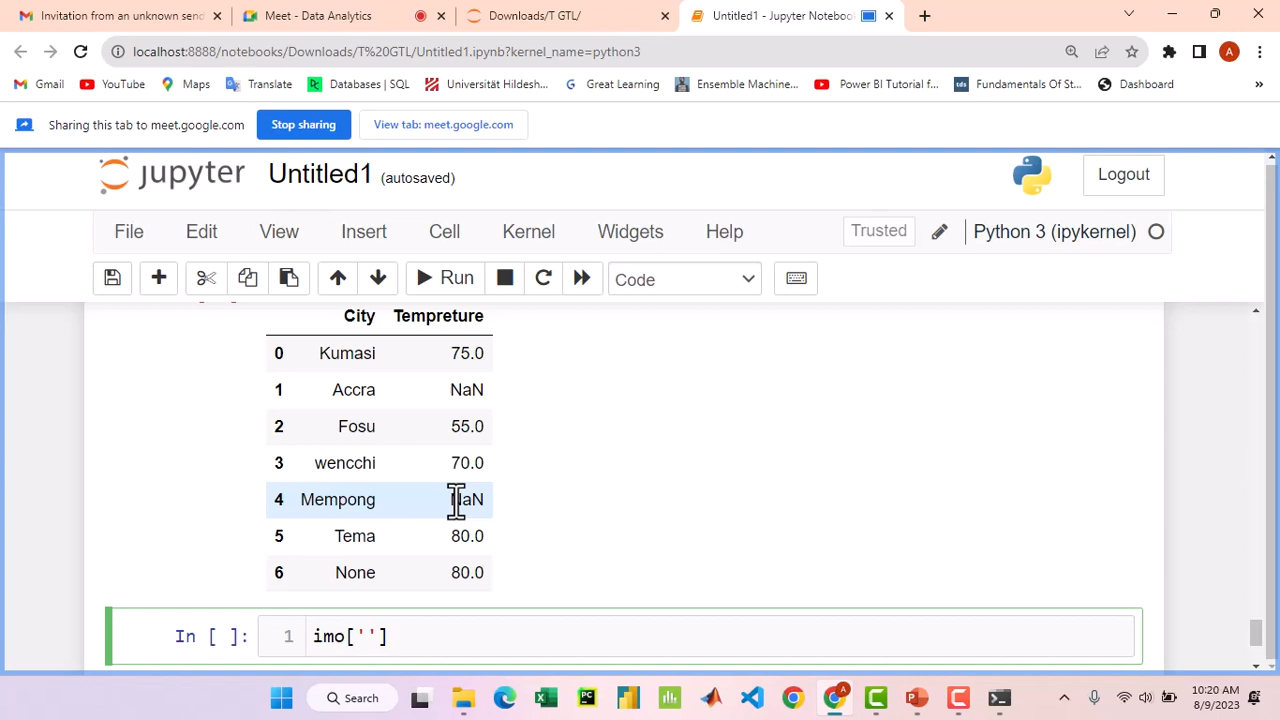 Invitation from an unknown send
Meet - Data Analytics
Downloads/T GTL/
Untitled1 - Jupyter Notebook
localhost:8888/notebooks/Downloads/T%20GTL/Untitled1.ipynb?kernel_name=python3
A
Gmail YouTube Maps Translate Databases | SQL Universität Hildesh... Great Learning Ensemble Machine... Power BI Tutorial f... Fundamentals Of St... Dashboard »
Sharing this tab to meet.google.com Stop sharing View tab: meet.google.com
jupyter Untitled1 (autosaved) Logout
File Edit View Insert Cell Kernel Widgets Help Trusted Python 3 (ipykernel)
Run Code
City Tempreture
0 Kumasi 75.0
1 Accra NaN
2 Fosu 55.0
3 wencchi 70.0
4 Mempong NaN
5 Tema 80.0
6 None 80.0
In [ ]: 1 imo['']
Search
10:20 AM
8/9/2023